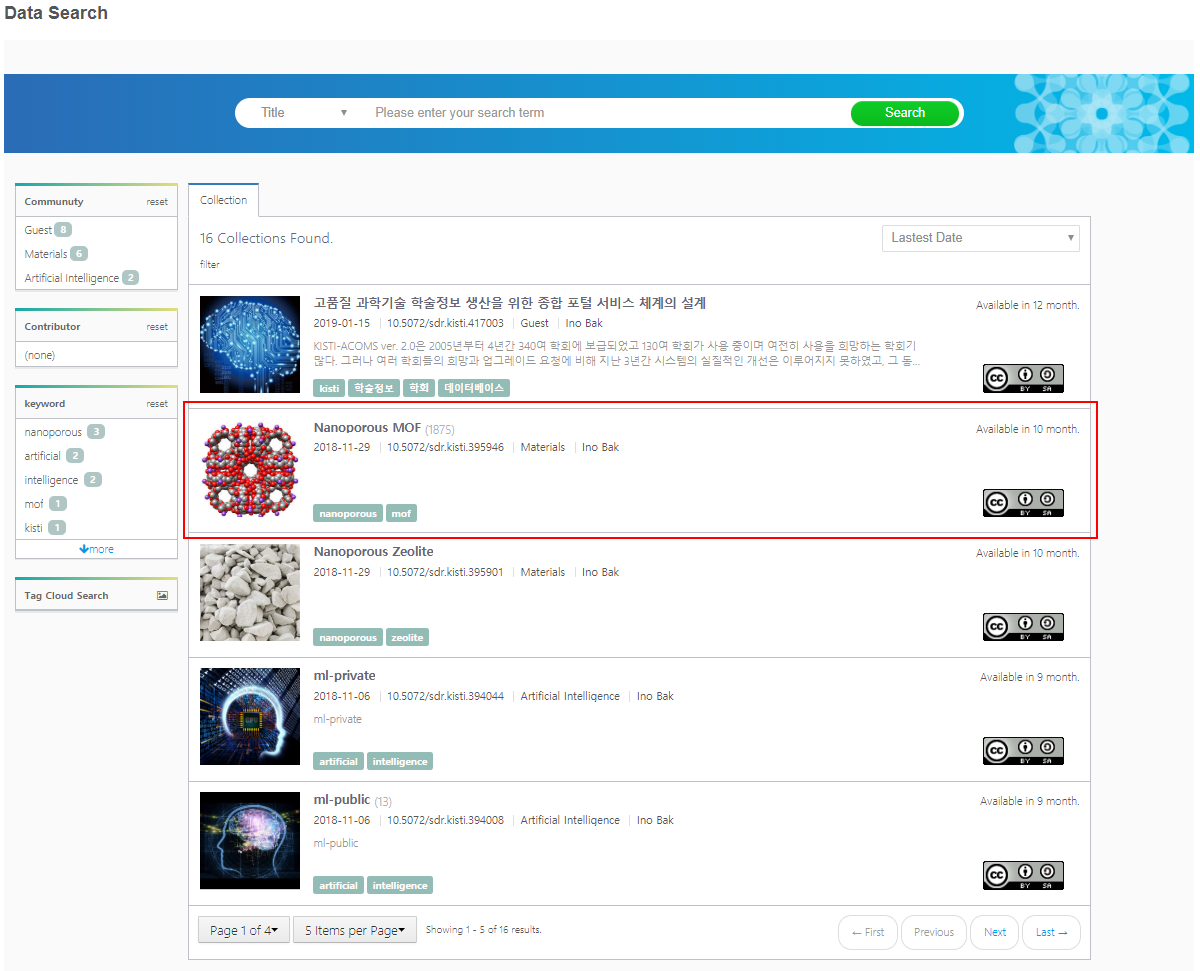 Data Search
Title ▼ Please enter your search term Search
Communuty reset
Guest 8
Materials 6
Artificial Intelligence 2
Contributor reset
(none)
keyword reset
nanoporous 3
artificial 2
intelligence 2
mof 1
kisti 1
more
Tag Cloud Search
Collection
16 Collections Found. Lastest Date ▼
filter
고품질 과학기술 학술정보 생산을 위한 종합 포털 서비스 체계의 설계 Available in 12 month.
2019-01-15 10.5072/sdr.kisti.417003 Guest Ino Bak
KISTI-ACOMS ver. 2.0은 2005년부터 4년간 340여 학회에 보급되었고 130여 학회가 사용 중이며 여전히 사용을 희망하는 학회기
많다. 그러나 여러 학회들의 희망과 업그레이드 요청에 비해 지난 3년간 시스템의 실질적인 개선은 이루어지지 못하였고, 그 동...
cc BY SA
kisti 학술정보 학회 데이터베이스
Nanoporous MOF (1875) Available in 10 month.
2018-11-29 10.5072/sdr.kisti.395946 Materials Ino Bak
cc BY SA
nanoporous mof
Nanoporous Zeolite Available in 10 month.
2018-11-29 10.5072/sdr.kisti.395901 Materials Ino Bak
cc BY SA
nanoporous zeolite
ml-private Available in 9 month.
2018-11-06 10.5072/sdr.kisti.394044 Artificial Intelligence Ino Bak
ml-private
CPU
cc BY SA
artificial intelligence
ml-public (13) Available in 9 month.
2018-11-06 10.5072/sdr.kisti.394008 Artificial Intelligence Ino Bak
ml-public
cc BY SA
artificial intelligence
Page 1 of 4▾ 5 Items per Page▾ Showing 1 - 5 of 16 results. ← First Previous Next Last →